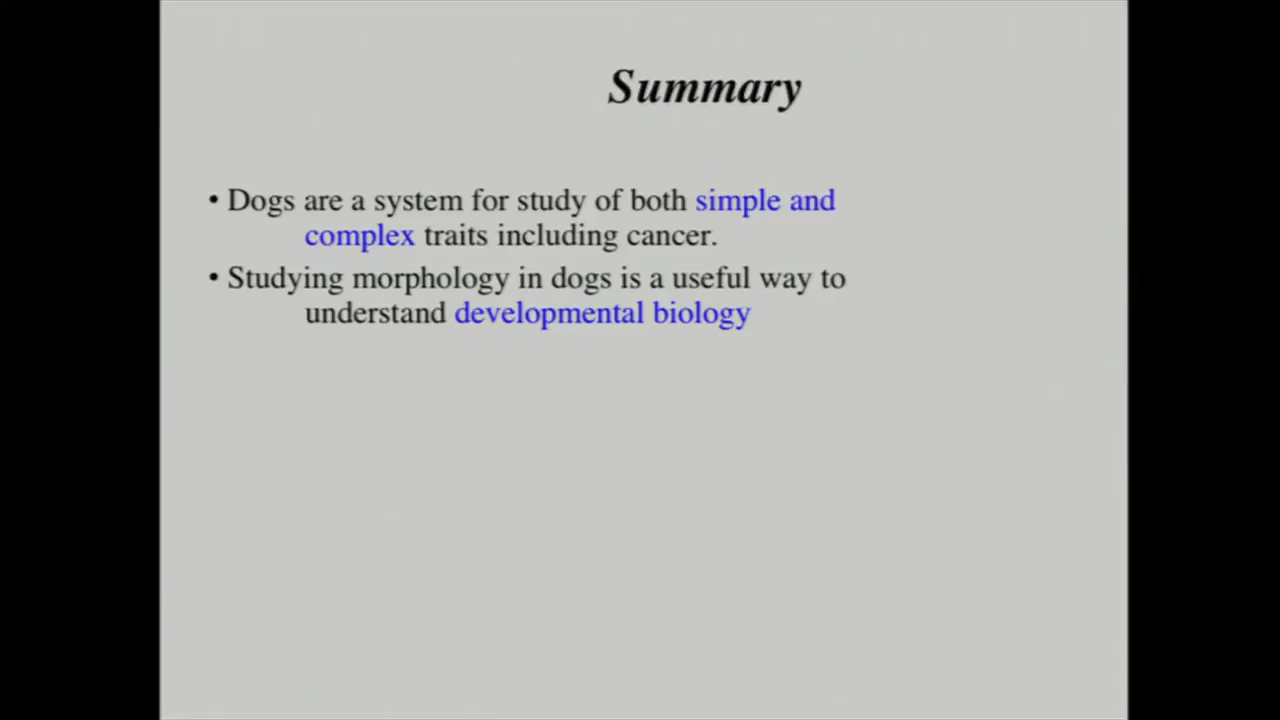 Summary
• Dogs are a system for study of both simple and
complex traits including cancer.
• Studying morphology in dogs is a useful way to
understand developmental biology